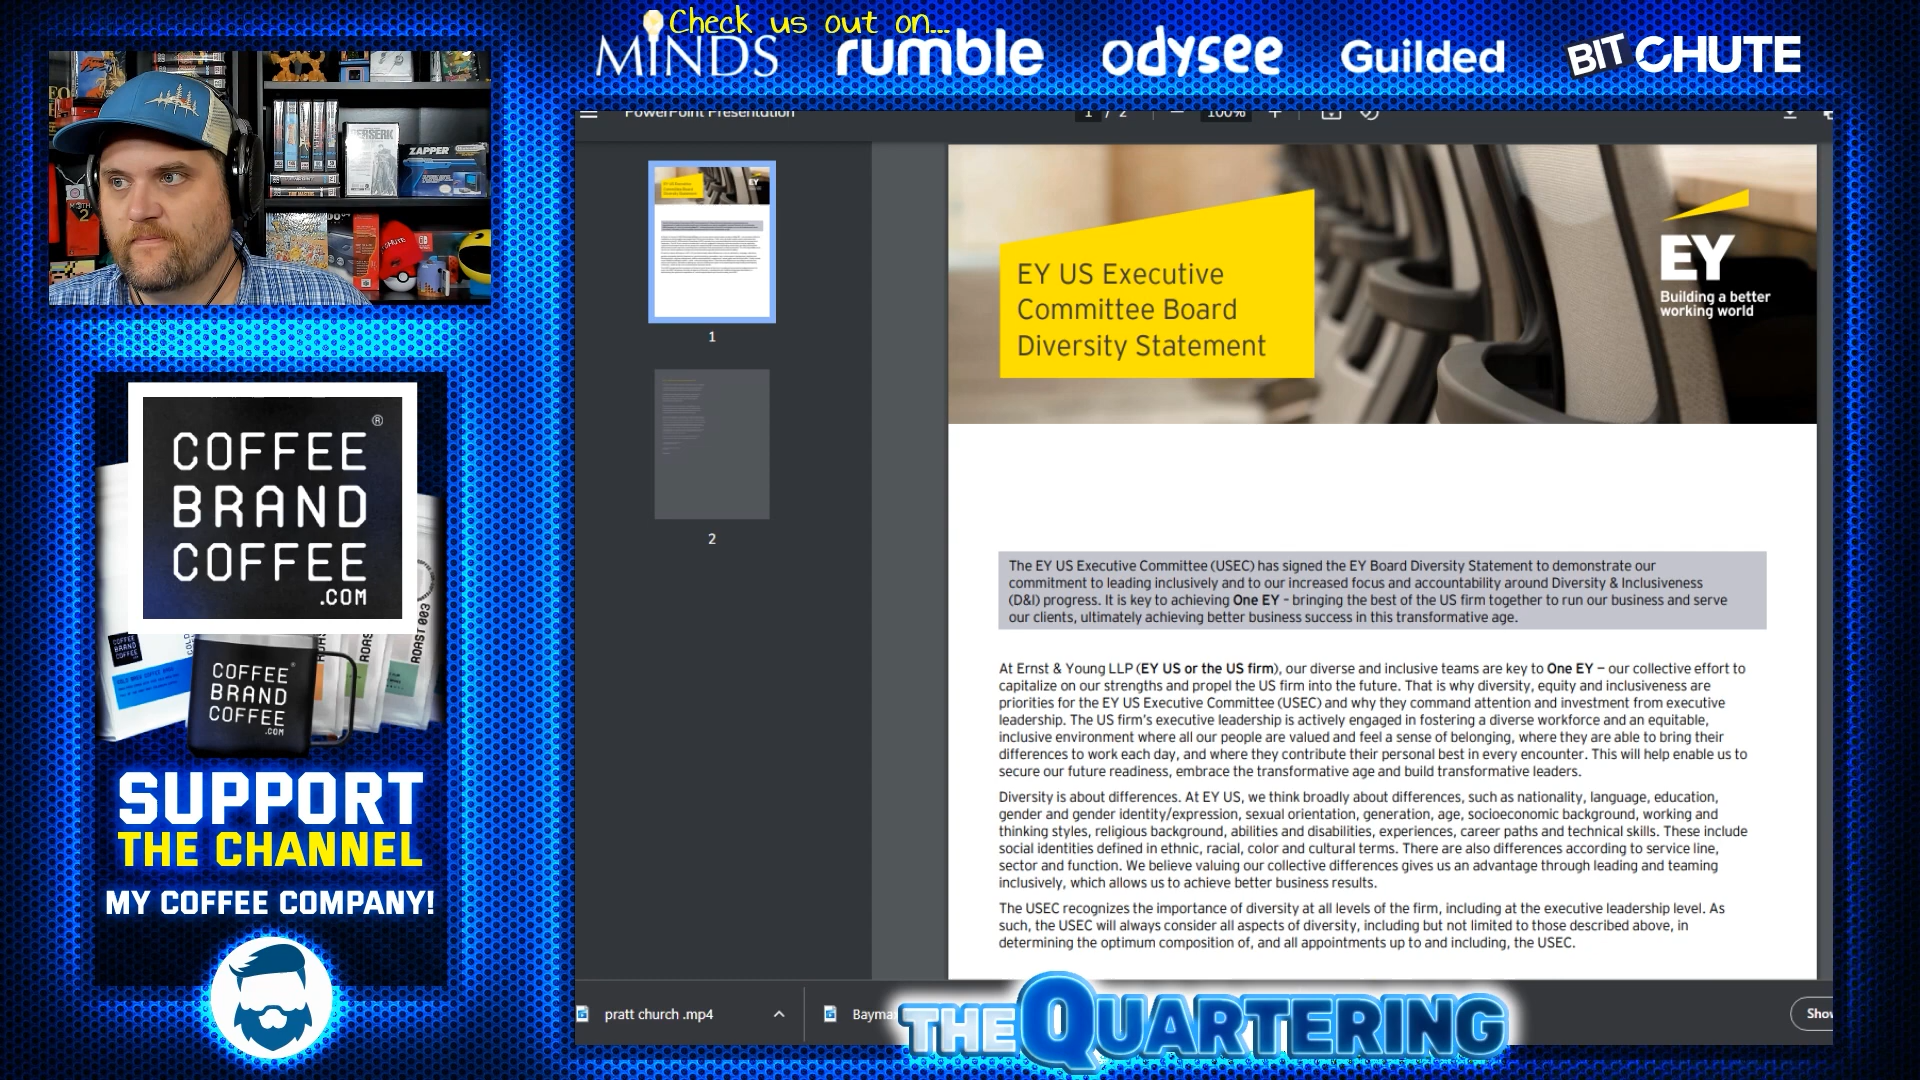 Check us out on...
MINDS
rumble
odysee
Guilded
BITCHUTE
PowerPoint Presentation
1 / 2
100%
BERSERK
ZAPPER
1
2
EY US Executive
Committee Board
Diversity Statement
EY
Building a better
working world
The EY US Executive Committee (USEC) has signed the EY Board Diversity Statement to demonstrate our
commitment to leading inclusively and to our increased focus and accountability around Diversity & Inclusiveness
(D&I) progress. It is key to achieving One EY – bringing the best of the US firm together to run our business and serve
our clients, ultimately achieving better business success in this transformative age.
At Ernst & Young LLP (EY US or the US firm), our diverse and inclusive teams are key to One EY — our collective effort to
capitalize on our strengths and propel the US firm into the future. That is why diversity, equity and inclusiveness are
priorities for the EY US Executive Committee (USEC) and why they command attention and investment from executive
leadership. The US firm's executive leadership is actively engaged in fostering a diverse workforce and an equitable,
inclusive environment where all our people are valued and feel a sense of belonging, where they are able to bring their
differences to work each day, and where they contribute their personal best in every encounter. This will help enable us to
secure our future readiness, embrace the transformative age and build transformative leaders.
Diversity is about differences. At EY US, we think broadly about differences, such as nationality, language, education,
gender and gender identity/expression, sexual orientation, generation, age, socioeconomic background, working and
thinking styles, religious background, abilities and disabilities, experiences, career paths and technical skills. These include
social identities defined in ethnic, racial, color and cultural terms. There are also differences according to service line,
sector and function. We believe valuing our collective differences gives us an advantage through leading and teaming
inclusively, which allows us to achieve better business results.
The USEC recognizes the importance of diversity at all levels of the firm, including at the executive leadership level. As
such, the USEC will always consider all aspects of diversity, including but not limited to those described above, in
determining the optimum composition of, and all appointments up to and including, the USEC.
COFFEE®
BRAND
COFFEE
.COM
ROAST 003
COFFEE®
BRAND
COFFEE
.COM
SUPPORT
THE CHANNEL
MY COFFEE COMPANY!
pratt church .mp4
Bayma
Show
THE QUARTERING